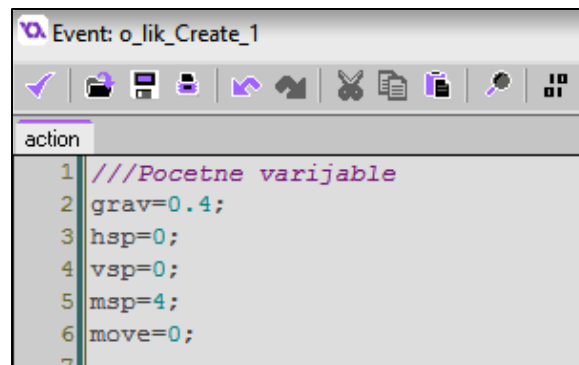 Event: o_lik_Create_1
action
1 ///Pocetne varijable
2 grav=0.4;
3 hsp=0;
4 vsp=0;
5 msp=4;
6 move=0;
7